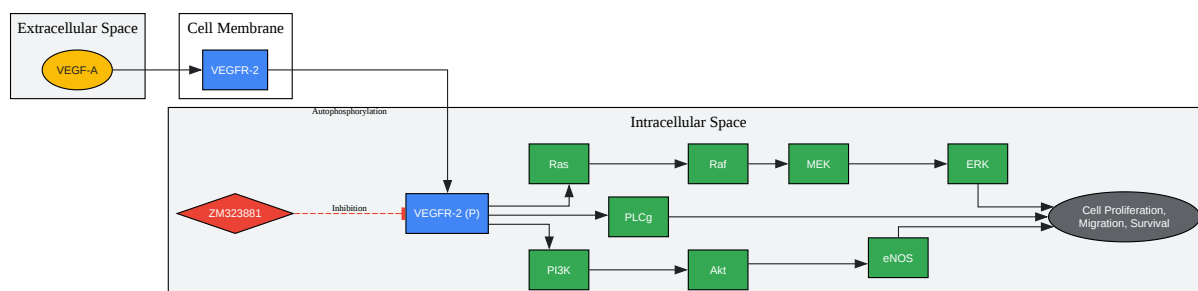 Extracellular Space
Cell Membrane
VEGF-A
VEGFR-2
Autophosphorylation
Intracellular Space
Ras
Raf
MEK
ERK
ZM323881
Inhibition
VEGFR-2 (P)
PLCg
Cell Proliferation,
Migration, Survival
PI3K
Akt
eNOS